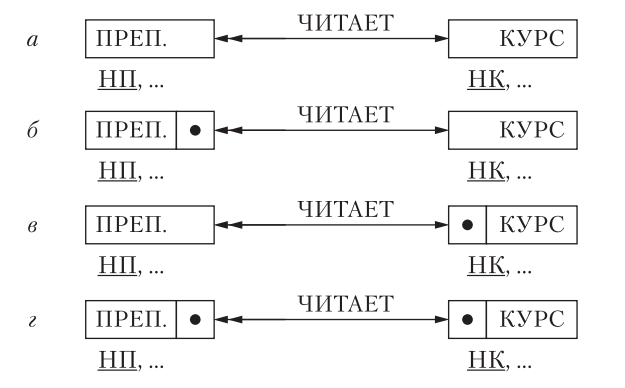 ЧИТАЕТ
а ПРЕП. КУРС
НП, ... НК, ...
ЧИТАЕТ
б ПРЕП. КУРС
НП, ... НК, ...
ЧИТАЕТ
в ПРЕП. КУРС
НП, ... НК, ...
ЧИТАЕТ
г ПРЕП. КУРС
НП, ... НК, ...